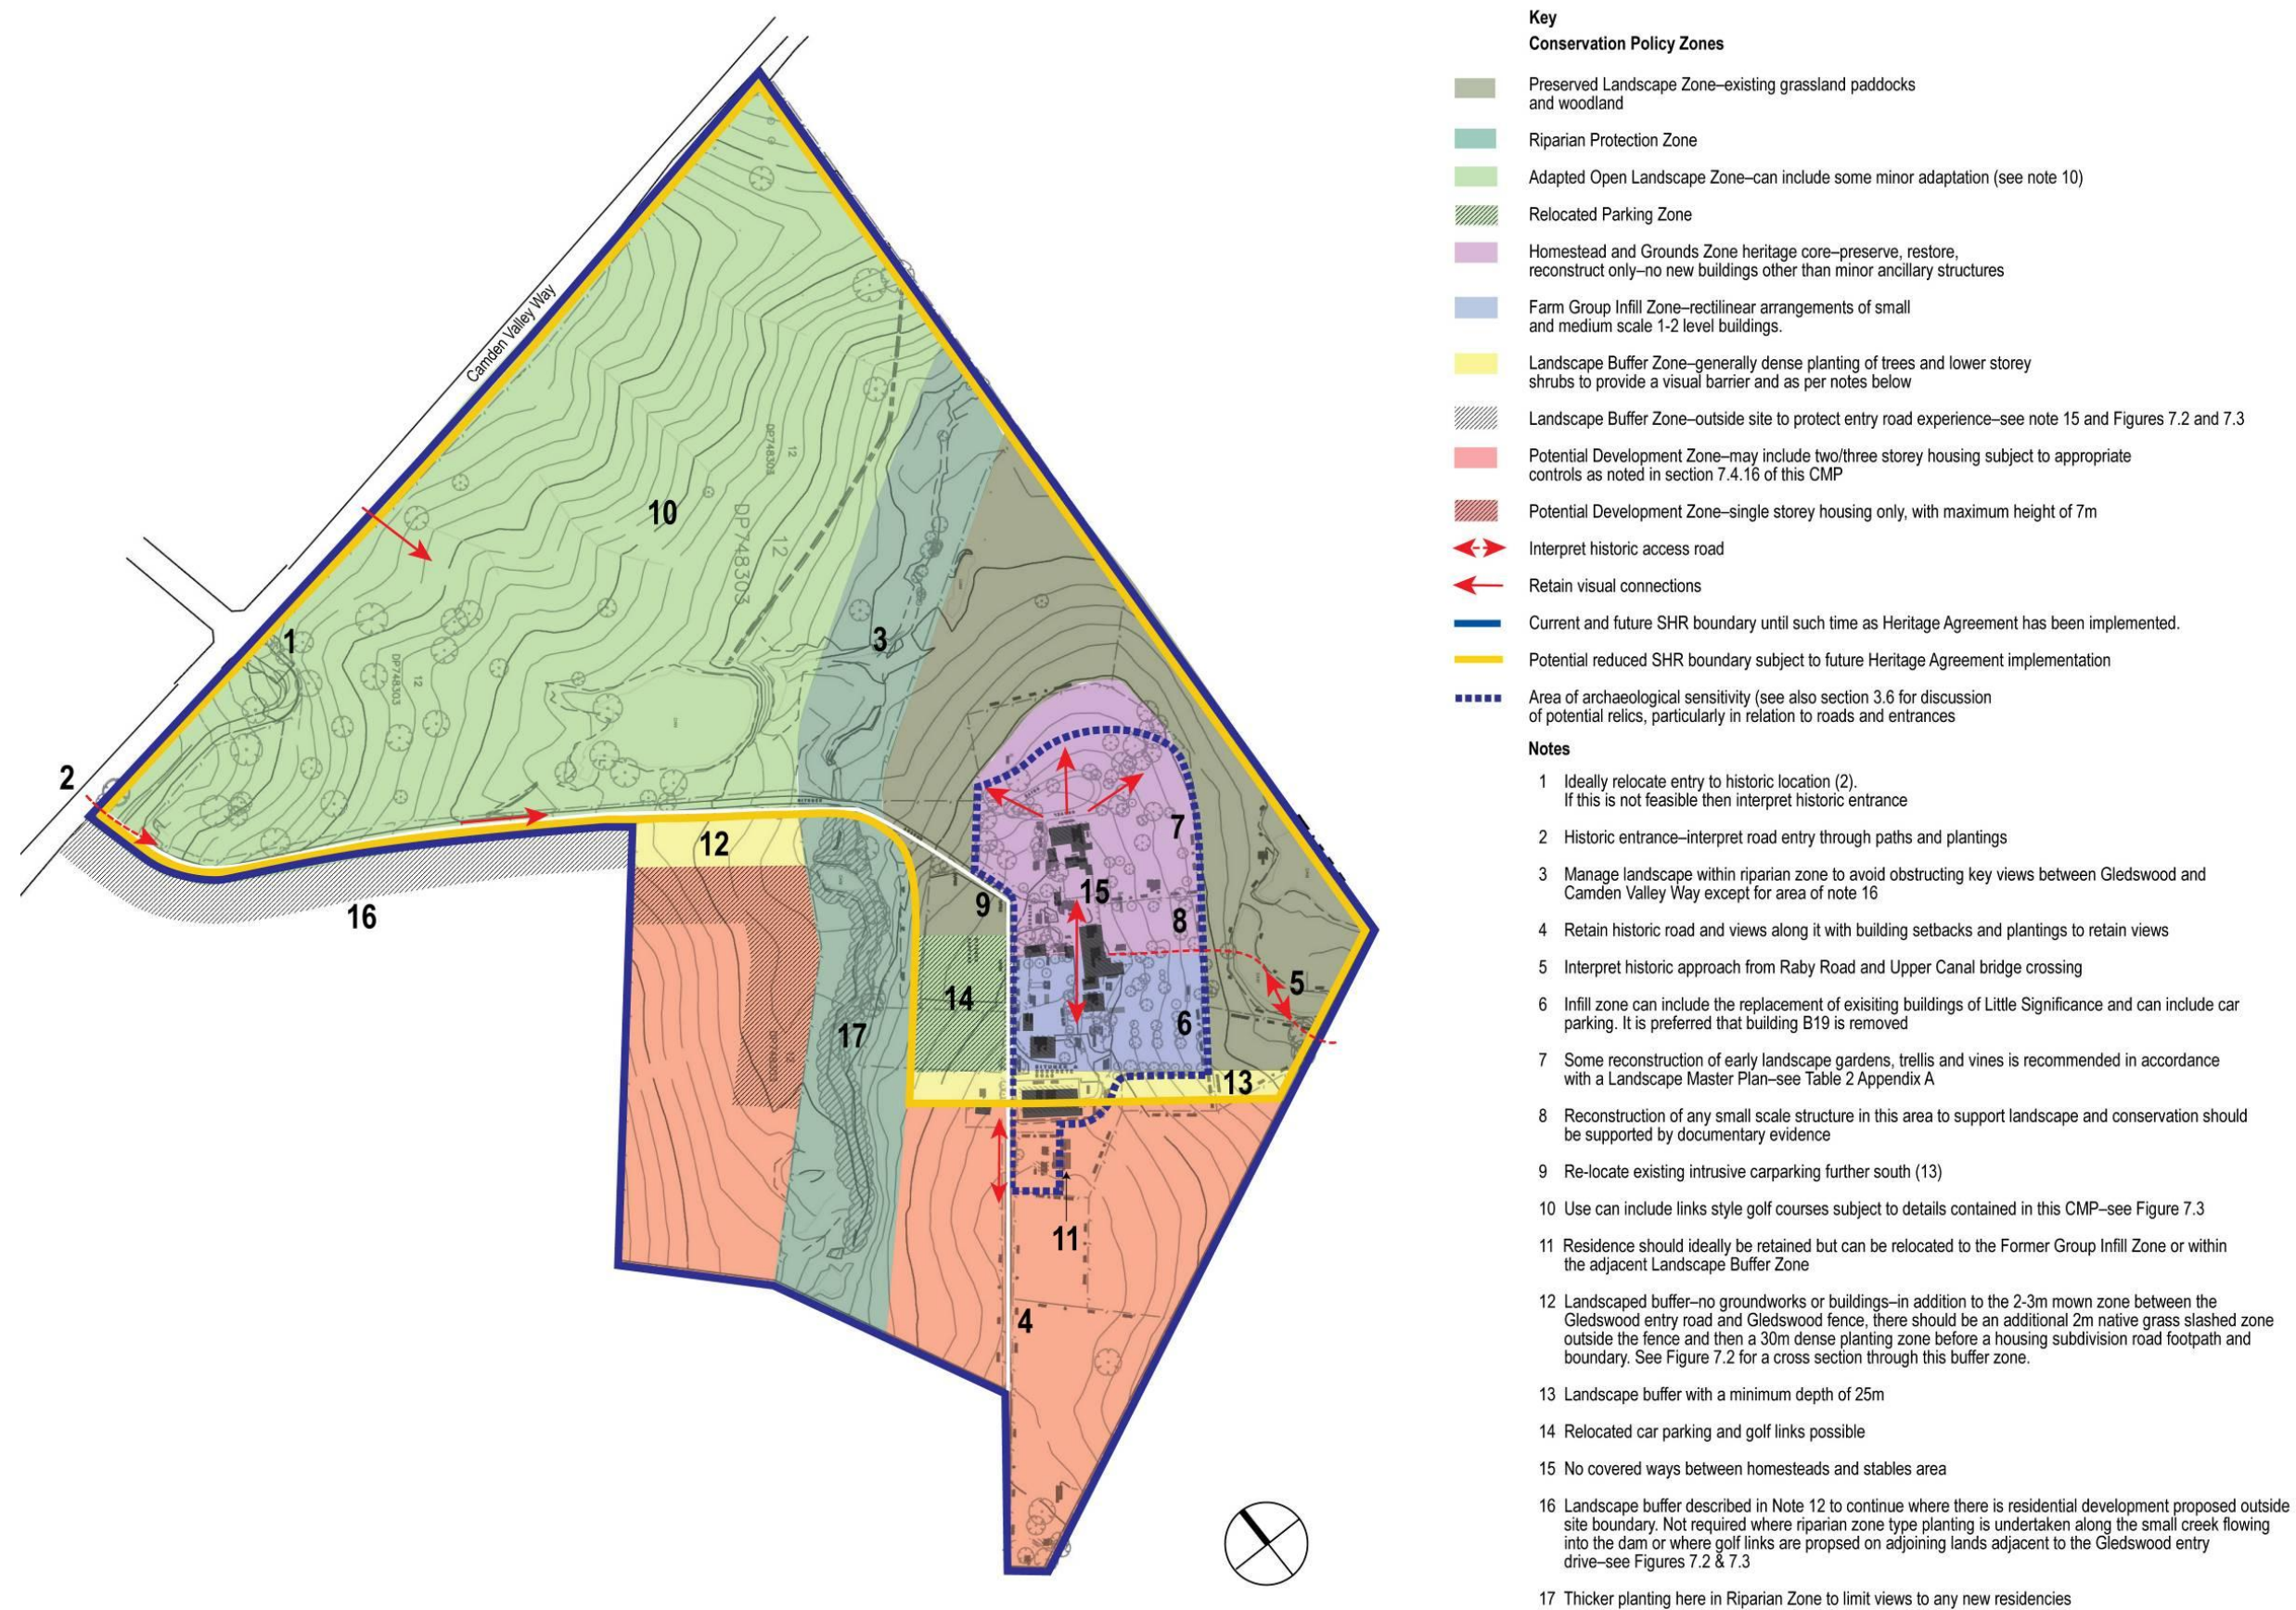 Camden Valley Way
10
1
2
3
12
DP748303
12
DP748303
DP748303
12
12
16
9
15
7
8
5
14
6
17
13
11
4
DP748303
12
Key
Conservation Policy Zones
Preserved Landscape Zone–existing grassland paddocks
and woodland
Riparian Protection Zone
Adapted Open Landscape Zone–can include some minor adaptation (see note 10)
Relocated Parking Zone
Homestead and Grounds Zone heritage core–preserve, restore,
reconstruct only–no new buildings other than minor ancillary structures
Farm Group Infill Zone–rectilinear arrangements of small
and medium scale 1-2 level buildings.
Landscape Buffer Zone–generally dense planting of trees and lower storey
shrubs to provide a visual barrier and as per notes below
Landscape Buffer Zone–outside site to protect entry road experience–see note 15 and Figures 7.2 and 7.3
Potential Development Zone–may include two/three storey housing subject to appropriate
controls as noted in section 7.4.16 of this CMP
Potential Development Zone–single storey housing only, with maximum height of 7m
Interpret historic access road
Retain visual connections
Current and future SHR boundary until such time as Heritage Agreement has been implemented.
Potential reduced SHR boundary subject to future Heritage Agreement implementation
Area of archaeological sensitivity (see also section 3.6 for discussion
of potential relics, particularly in relation to roads and entrances
Notes
1 Ideally relocate entry to historic location (2).
If this is not feasible then interpret historic entrance
2 Historic entrance–interpret road entry through paths and plantings
3 Manage landscape within riparian zone to avoid obstructing key views between Gledswood and
Camden Valley Way except for area of note 16
4 Retain historic road and views along it with building setbacks and plantings to retain views
5 Interpret historic approach from Raby Road and Upper Canal bridge crossing
6 Infill zone can include the replacement of exisiting buildings of Little Significance and can include car
parking. It is preferred that building B19 is removed
7 Some reconstruction of early landscape gardens, trellis and vines is recommended in accordance
with a Landscape Master Plan–see Table 2 Appendix A
8 Reconstruction of any small scale structure in this area to support landscape and conservation should
be supported by documentary evidence
9 Re-locate existing intrusive carparking further south (13)
10 Use can include links style golf courses subject to details contained in this CMP–see Figure 7.3
11 Residence should ideally be retained but can be relocated to the Former Group Infill Zone or within
the adjacent Landscape Buffer Zone
12 Landscaped buffer–no groundworks or buildings–in addition to the 2-3m mown zone between the
Gledswood entry road and Gledswood fence, there should be an additional 2m native grass slashed zone
outside the fence and then a 30m dense planting zone before a housing subdivision road footpath and
boundary. See Figure 7.2 for a cross section through this buffer zone.
13 Landscape buffer with a minimum depth of 25m
14 Relocated car parking and golf links possible
15 No covered ways between homesteads and stables area
16 Landscape buffer described in Note 12 to continue where there is residential development proposed outside
site boundary. Not required where riparian zone type planting is undertaken along the small creek flowing
into the dam or where golf links are propsed on adjoining lands adjacent to the Gledswood entry
drive–see Figures 7.2 & 7.3
17 Thicker planting here in Riparian Zone to limit views to any new residencies